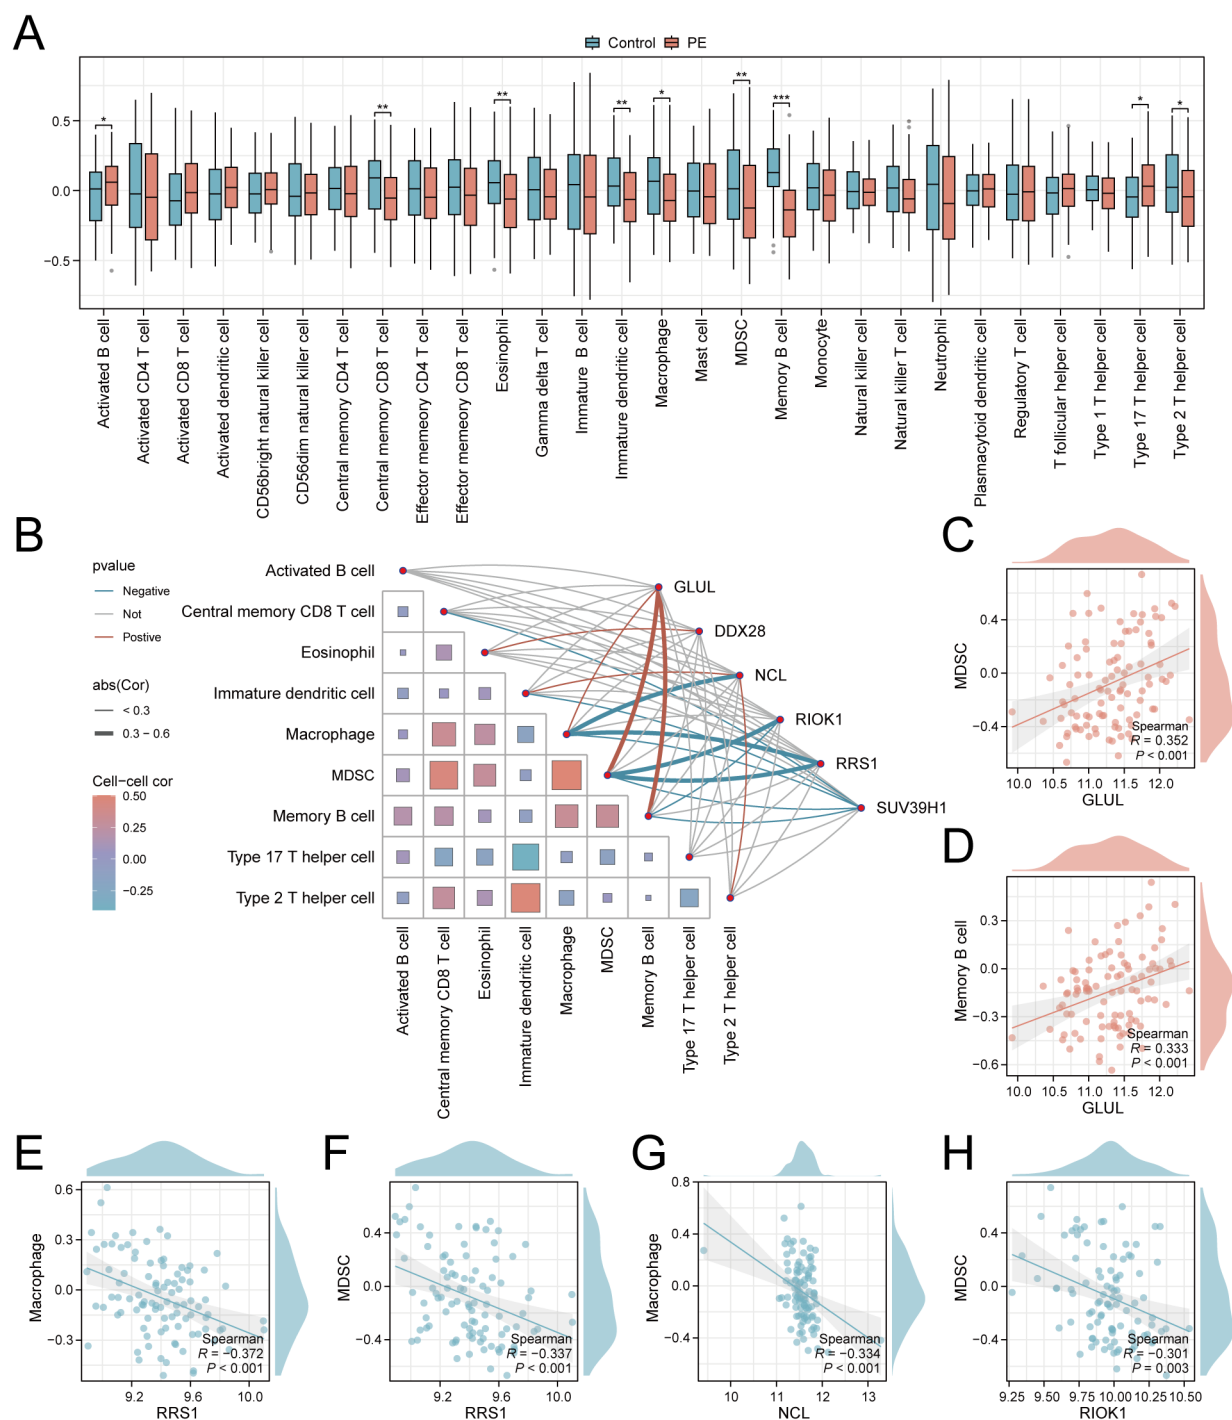 A
Control PE
* ** ** ** * ** *** * *
0.5
0.0
−0.5
Activated B cell
Activated CD4 T cell
Activated CD8 T cell
Activated dendritic cell
CD56bright natural killer cell
CD56dim natural killer cell
Central memory CD4 T cell
Central memory CD8 T cell
Effector memeory CD4 T cell
Effector memeory CD8 T cell
Eosinophil
Gamma delta T cell
Immature B cell
Immature dendritic cell
Macrophage
Mast cell
MDSC
Memory B cell
Monocyte
Natural killer cell
Natural killer T cell
Neutrophil
Plasmacytoid dendritic cell
Regulatory T cell
T follicular helper cell
Type 1 T helper cell
Type 17 T helper cell
Type 2 T helper cell
B
pvalue
Negative
Not
Postive
abs(Cor)
< 0.3
0.3 − 0.6
Cell−cell cor
0.50
0.25
0.00
−0.25
Activated B cell
Central memory CD8 T cell
Eosinophil
Immature dendritic cell
Macrophage
MDSC
Memory B cell
Type 17 T helper cell
Type 2 T helper cell
GLUL
DDX28
NCL
RIOK1
RRS1
SUV39H1
Activated B cell
Central memory CD8 T cell
Eosinophil
Immature dendritic cell
Macrophage
MDSC
Memory B cell
Type 17 T helper cell
Type 2 T helper cell
C
MDSC
0.4
0.0
−0.4
Spearman
R = 0.352
P < 0.001
10.0 10.5 11.0 11.5 12.0
GLUL
D
Memory B cell
0.3
0.0
−0.3
−0.6
Spearman
R = 0.333
P < 0.001
10.0 10.5 11.0 11.5 12.0
GLUL
E
Macrophage
0.6
0.3
0.0
−0.3
Spearman
R = −0.372
P < 0.001
9.2 9.6 10.0
RRS1
F
MDSC
0.4
0.0
−0.4
Spearman
R = −0.337
P < 0.001
9.2 9.6 10.0
RRS1
G
Macrophage
0.8
0.4
0.0
−0.4
Spearman
R = −0.334
P < 0.001
10 11 12 13
NCL
H
MDSC
0.4
0.0
−0.4
Spearman
R = −0.301
P = 0.003
9.25 9.50 9.75 10.00 10.25 10.50
RIOK1